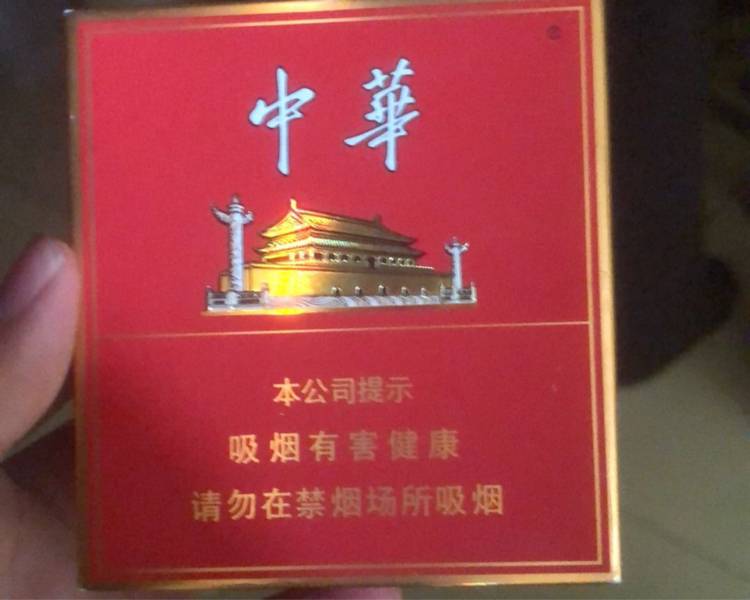 中華
本公司提示
吸烟有害健康
请勿在禁烟场所吸烟